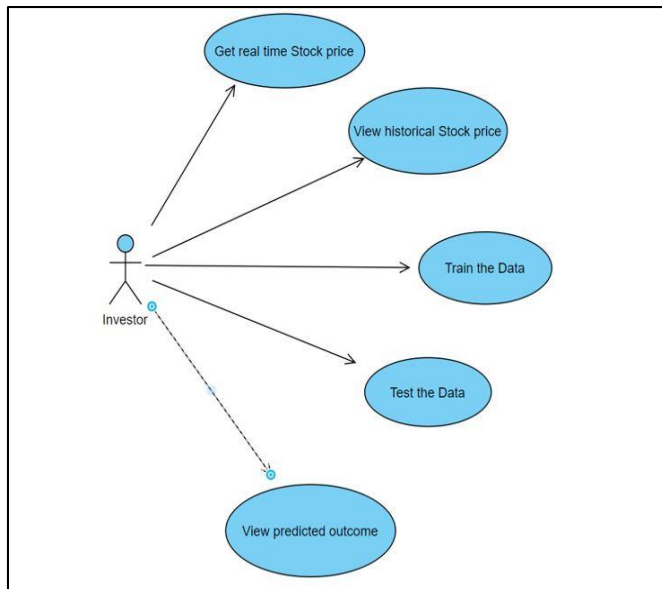 Get real time Stock price
View historical Stock price
Train the Data
Investor
Test the Data
View predicted outcome